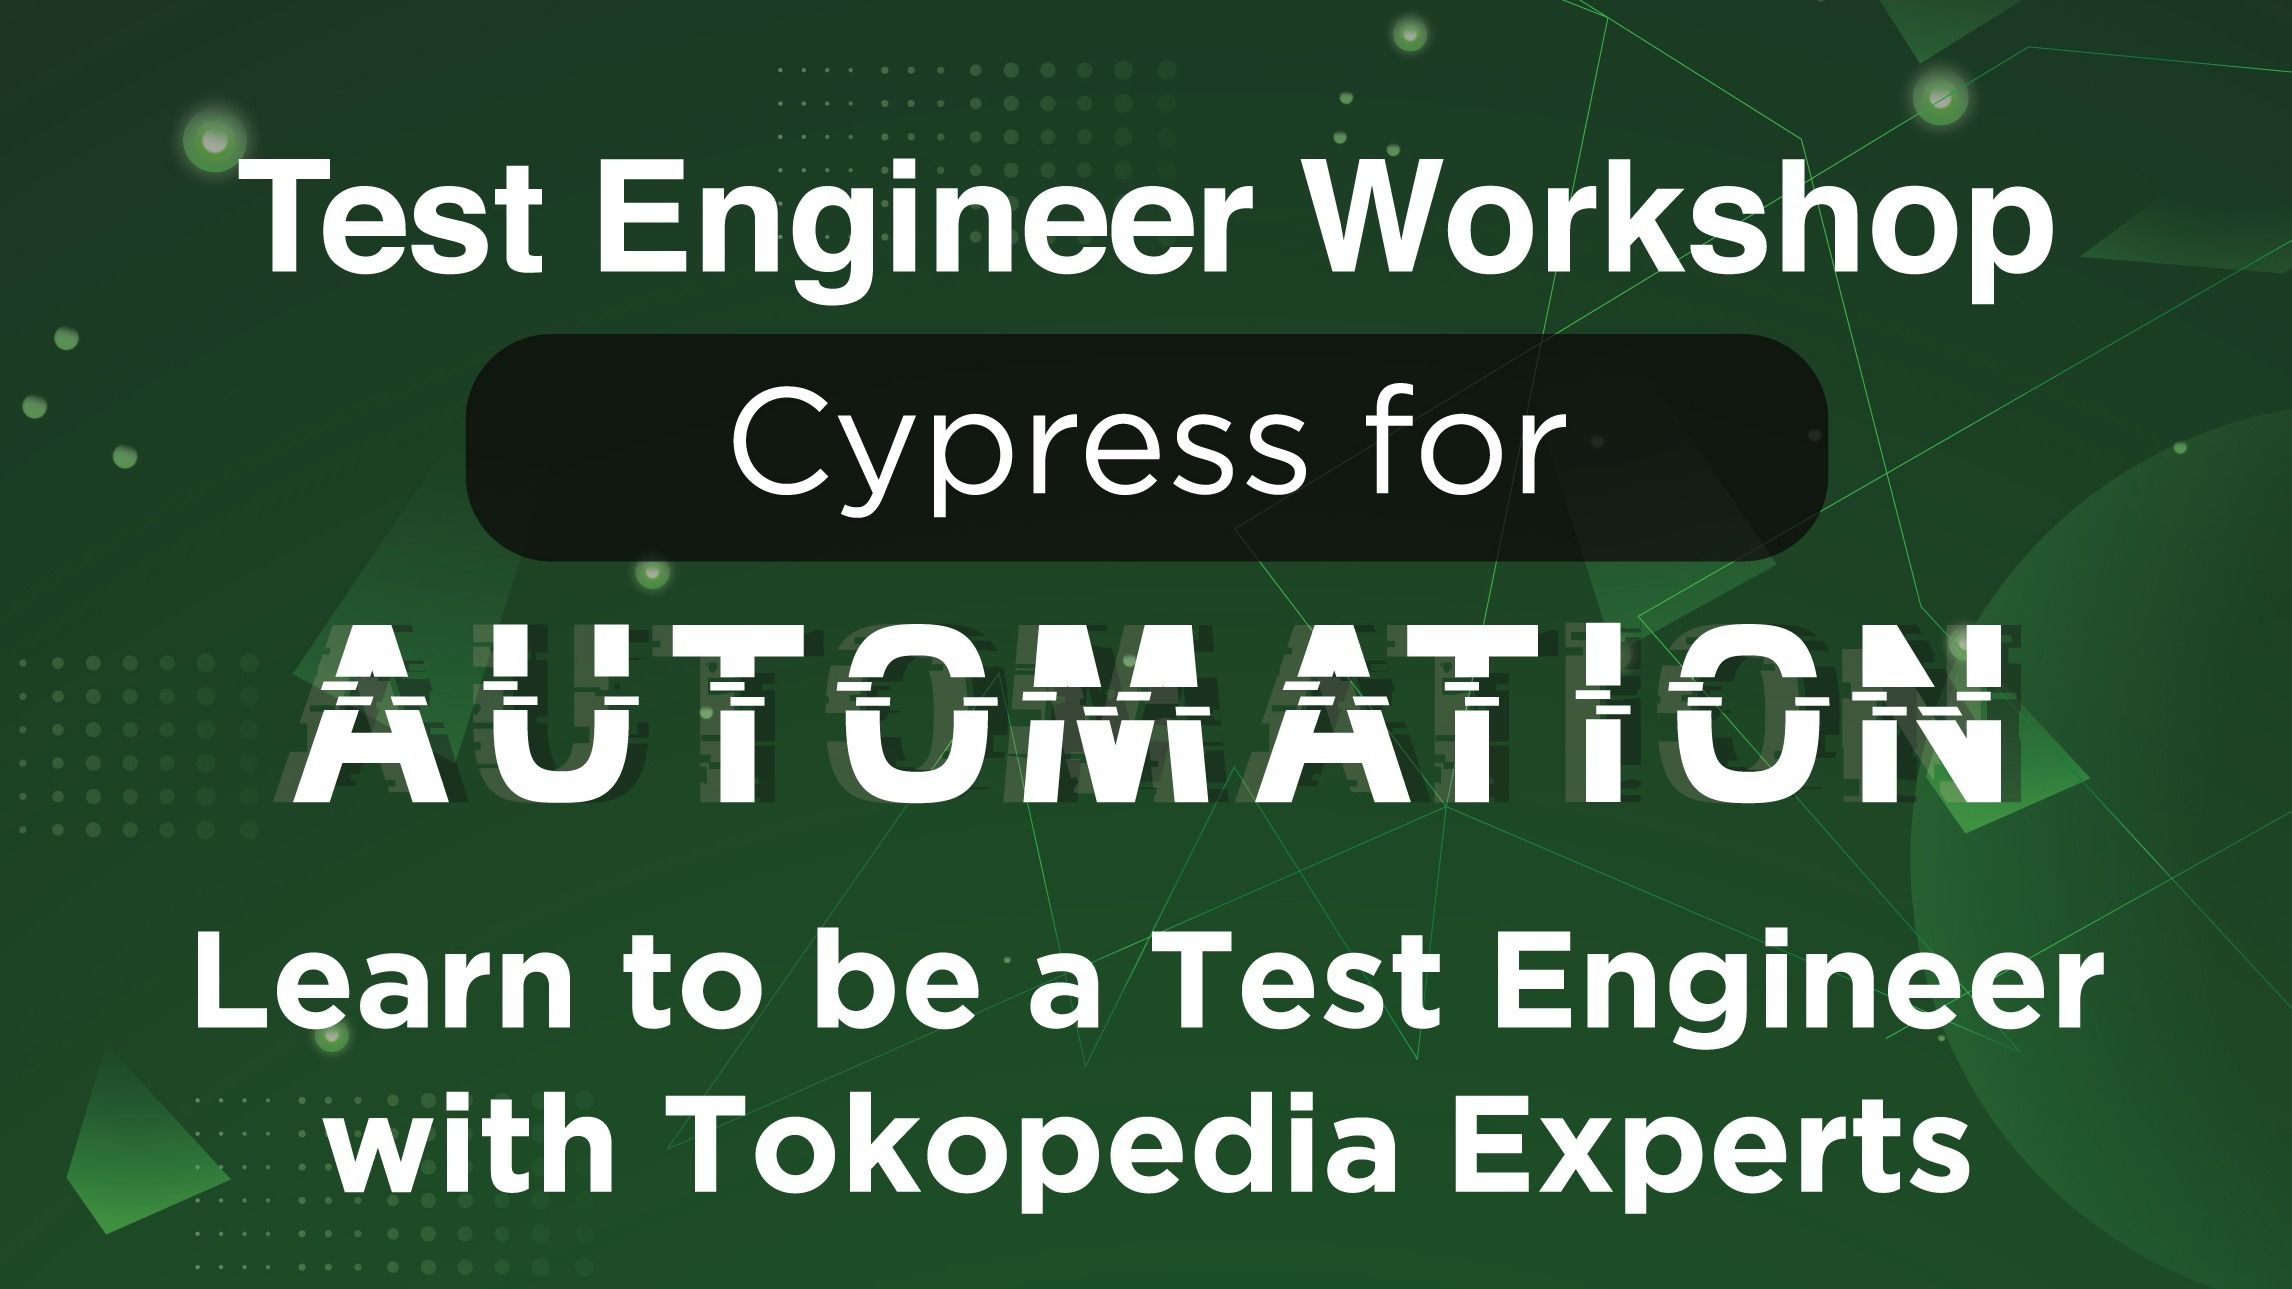 Test Engineer Workshop
Cypress for
AUTOMATION
Learn to be a Test Engineer
with Tokopedia Experts